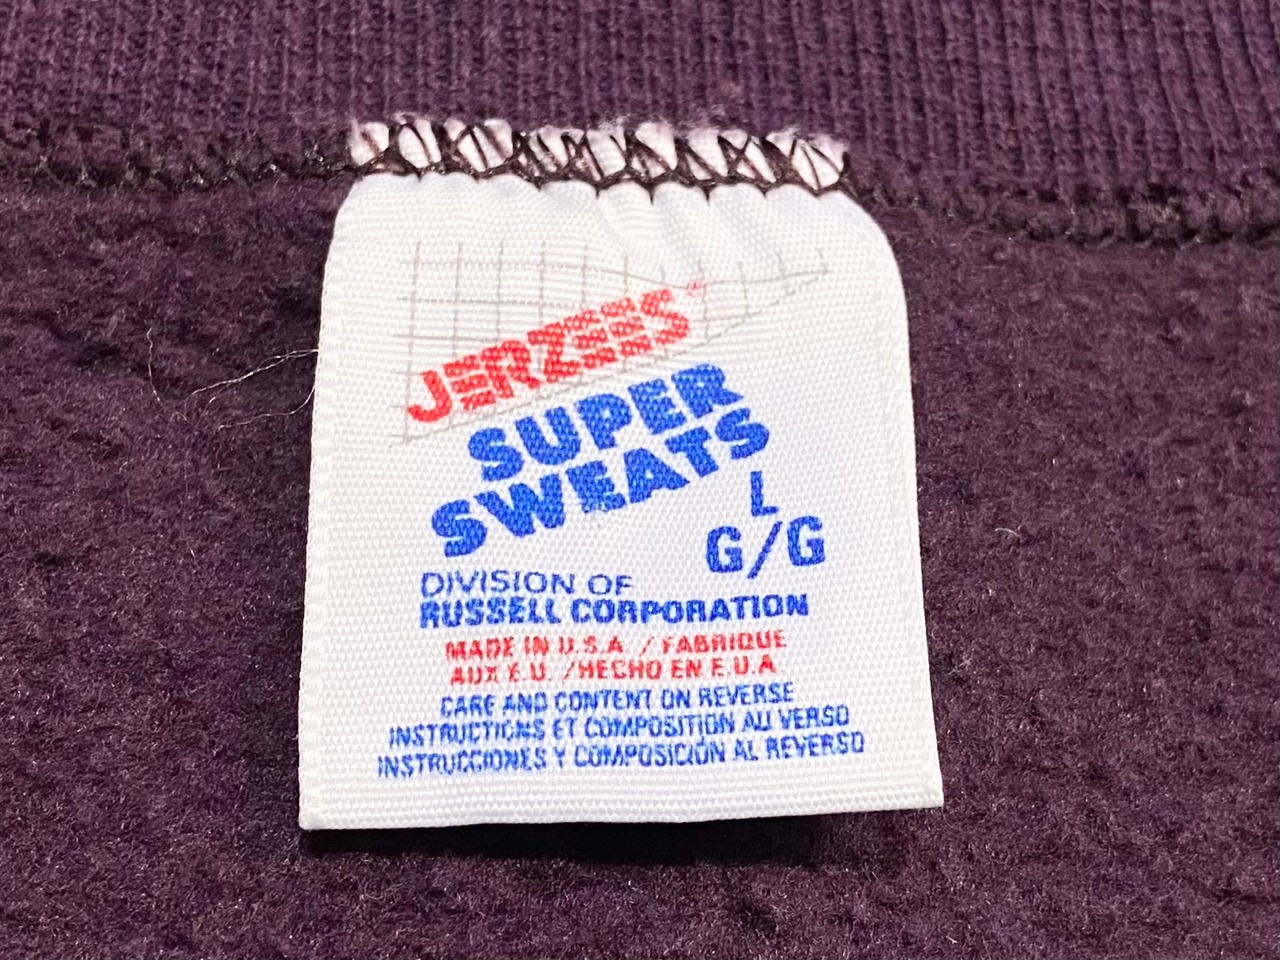 JERZEES®
SUPER
SWEATS
L
G/G
DIVISION OF
RUSSELL CORPORATION
MADE IN U.S.A. / FABRIQUE
AUX E.U. /HECHO EN E.U.A
CARE AND CONTENT ON REVERSE
INSTRUCTIONS ET COMPOSITION AU VERSO
INSTRUCCIONES Y COMPOSICIÓN AL REVERSO